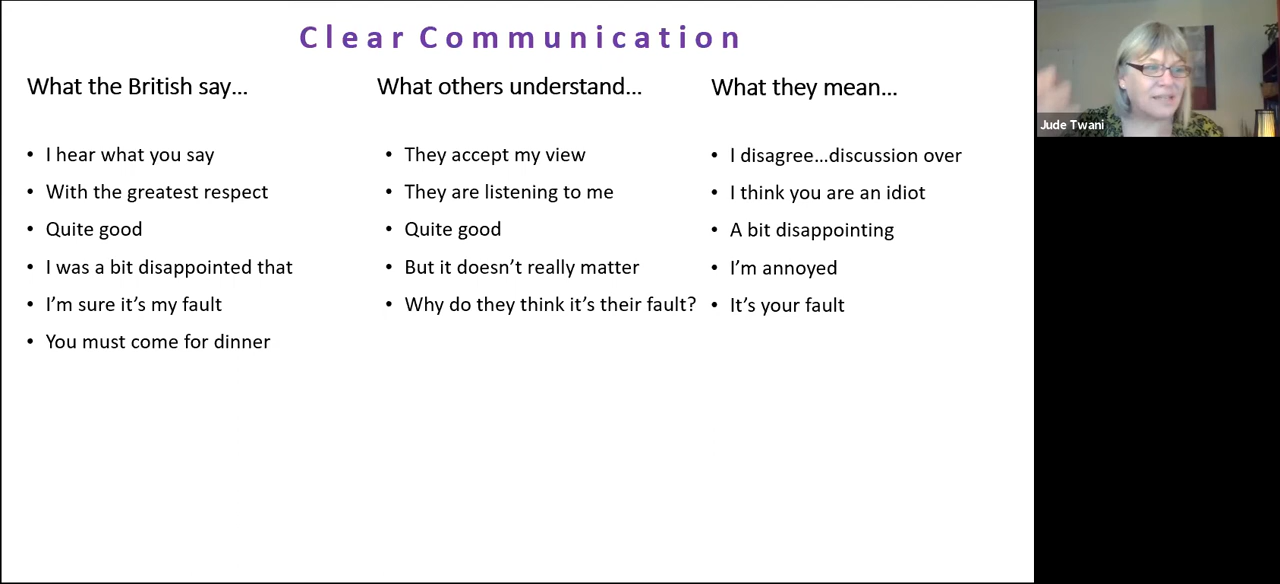 Clear Communication
What the British say...
What others understand...
What they mean...
• I hear what you say
• They accept my view
• I disagree...discussion over
• With the greatest respect
• They are listening to me
• I think you are an idiot
• Quite good
• Quite good
• A bit disappointing
• I was a bit disappointed that
• But it doesn't really matter
• I'm annoyed
• I'm sure it's my fault
• Why do they think it's their fault?
• It's your fault
• You must come for dinner
Jude Twani